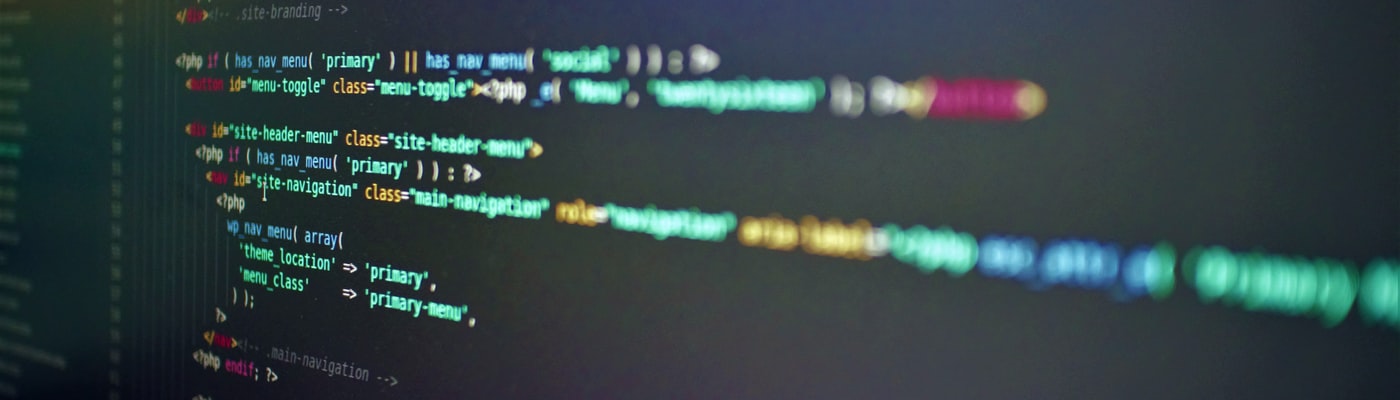 </div><!-- .site-branding -->
<?php if ( has_nav_menu( 'primary' ) || has_nav_menu( 'social' ) ) : ?>
<button id="menu-toggle" class="menu-toggle"><?php _e( 'Menu', 'twentysixteen' ); ?></button>
<div id="site-header-menu" class="site-header-menu">
<?php if ( has_nav_menu( 'primary' ) ) : ?>
<nav id="site-navigation" class="main-navigation" role="navigation" aria-label="<?php
<?php
wp_nav_menu( array(
'theme_location' => 'primary',
'menu_class' => 'primary-menu',
) );
?>
</nav><!-- .main-navigation -->
<?php endif; ?>